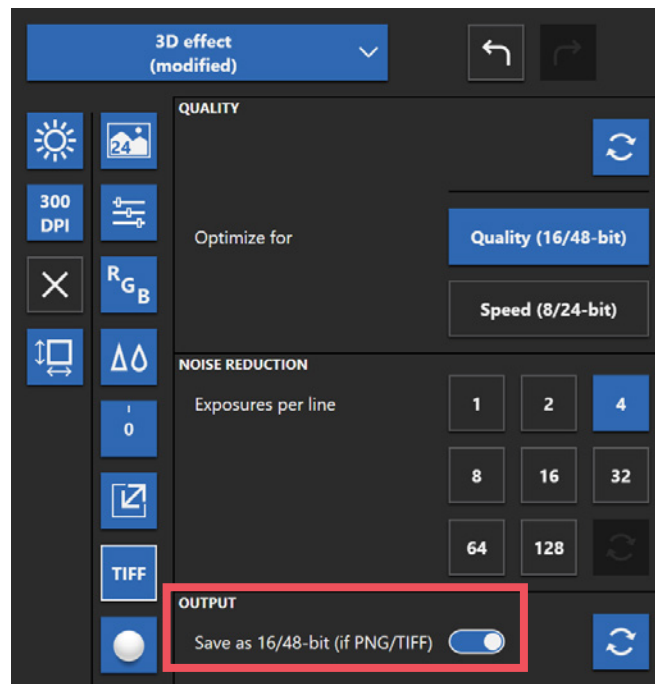 3D effect
(modified)
QUALITY
24
300
DPI
Optimize for
Quality (16/48-bit)
R
G
B
Speed (8/24-bit)
NOISE REDUCTION
Exposures per line
1 2 4
0
8 16 32
64 128
TIFF
OUTPUT
Save as 16/48-bit (if PNG/TIFF)